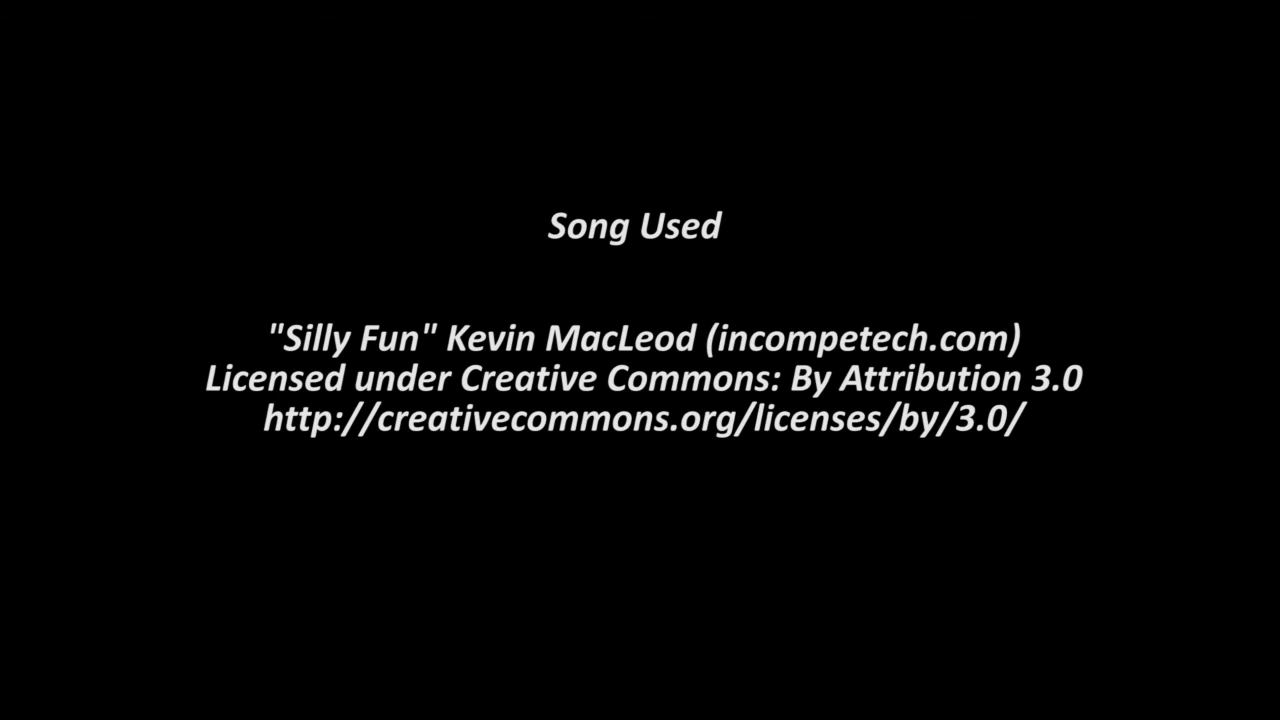 Song Used
"Silly Fun" Kevin MacLeod (incompetech.com)
Licensed under Creative Commons: By Attribution 3.0
http://creativecommons.org/licenses/by/3.0/